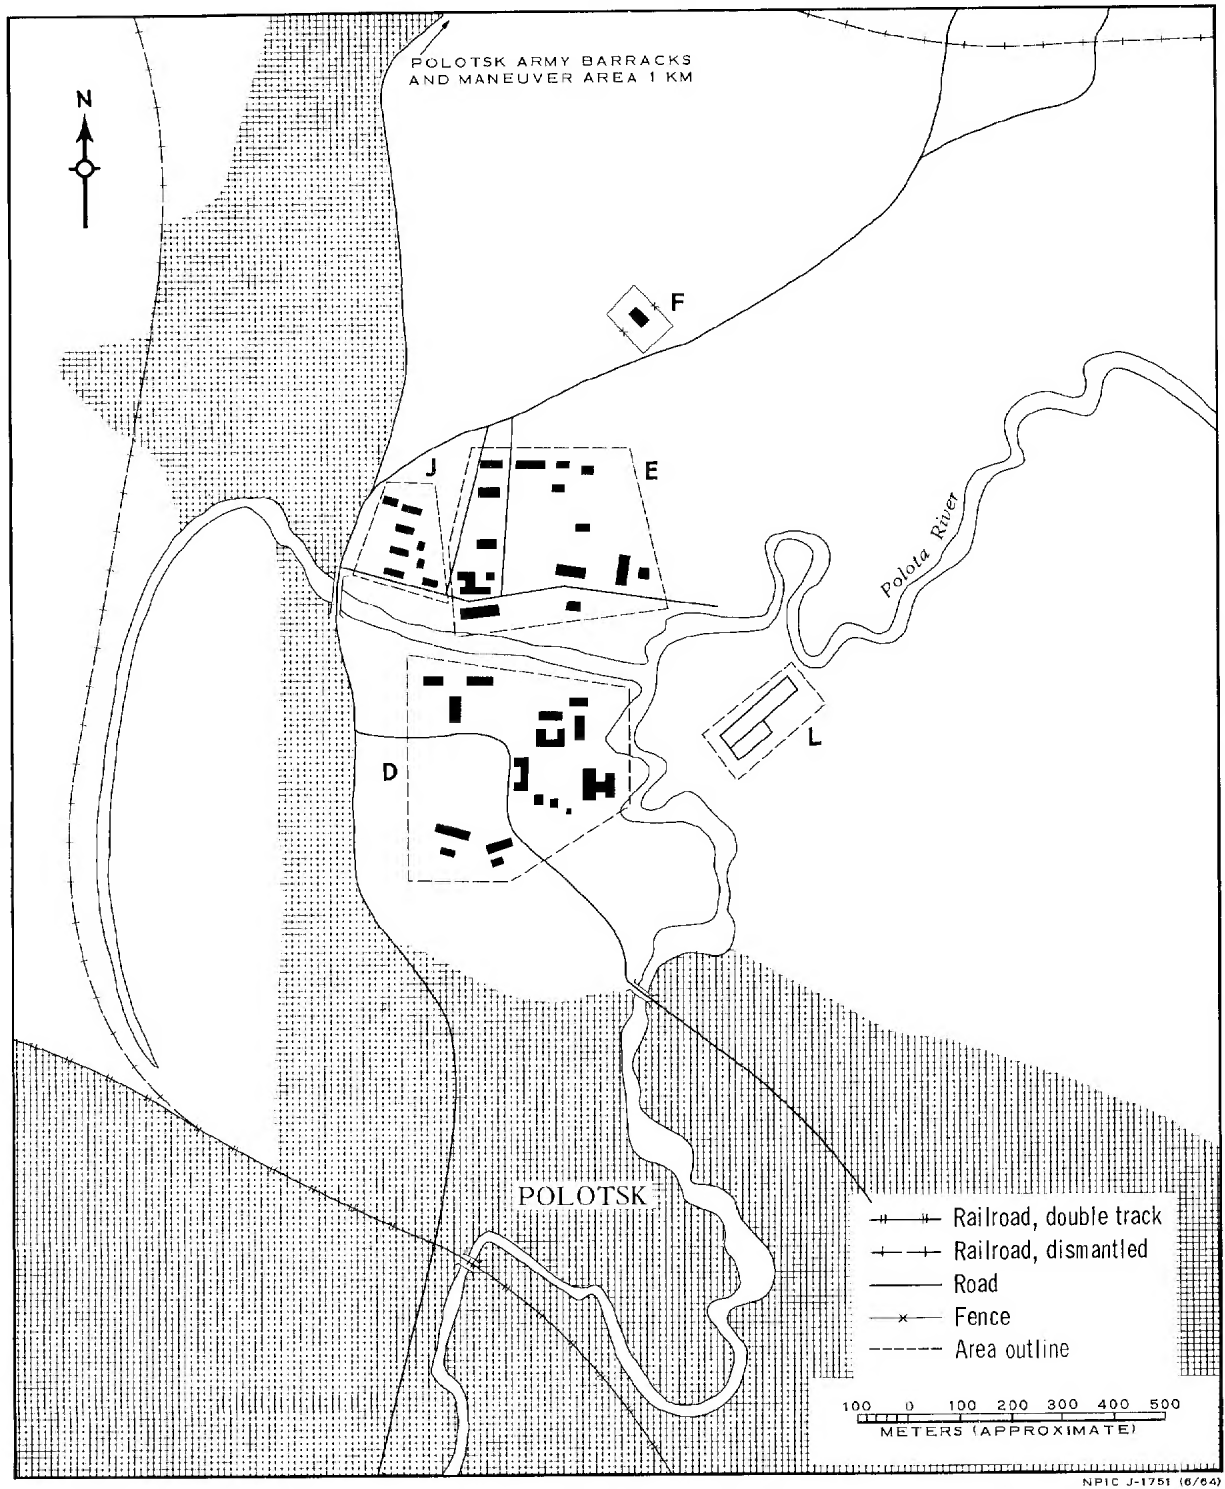 POLOTSK ARMY BARRACKS
AND MANEUVER AREA 1 KM
N
F
J
E
Polota River
L
D
POLOTSK
Railroad, double track
Railroad, dismantled
Road
Fence
Area outline
100 0 100 200 300 400 500
METERS (APPROXIMATE)
NPIC J-1751 (6/64)